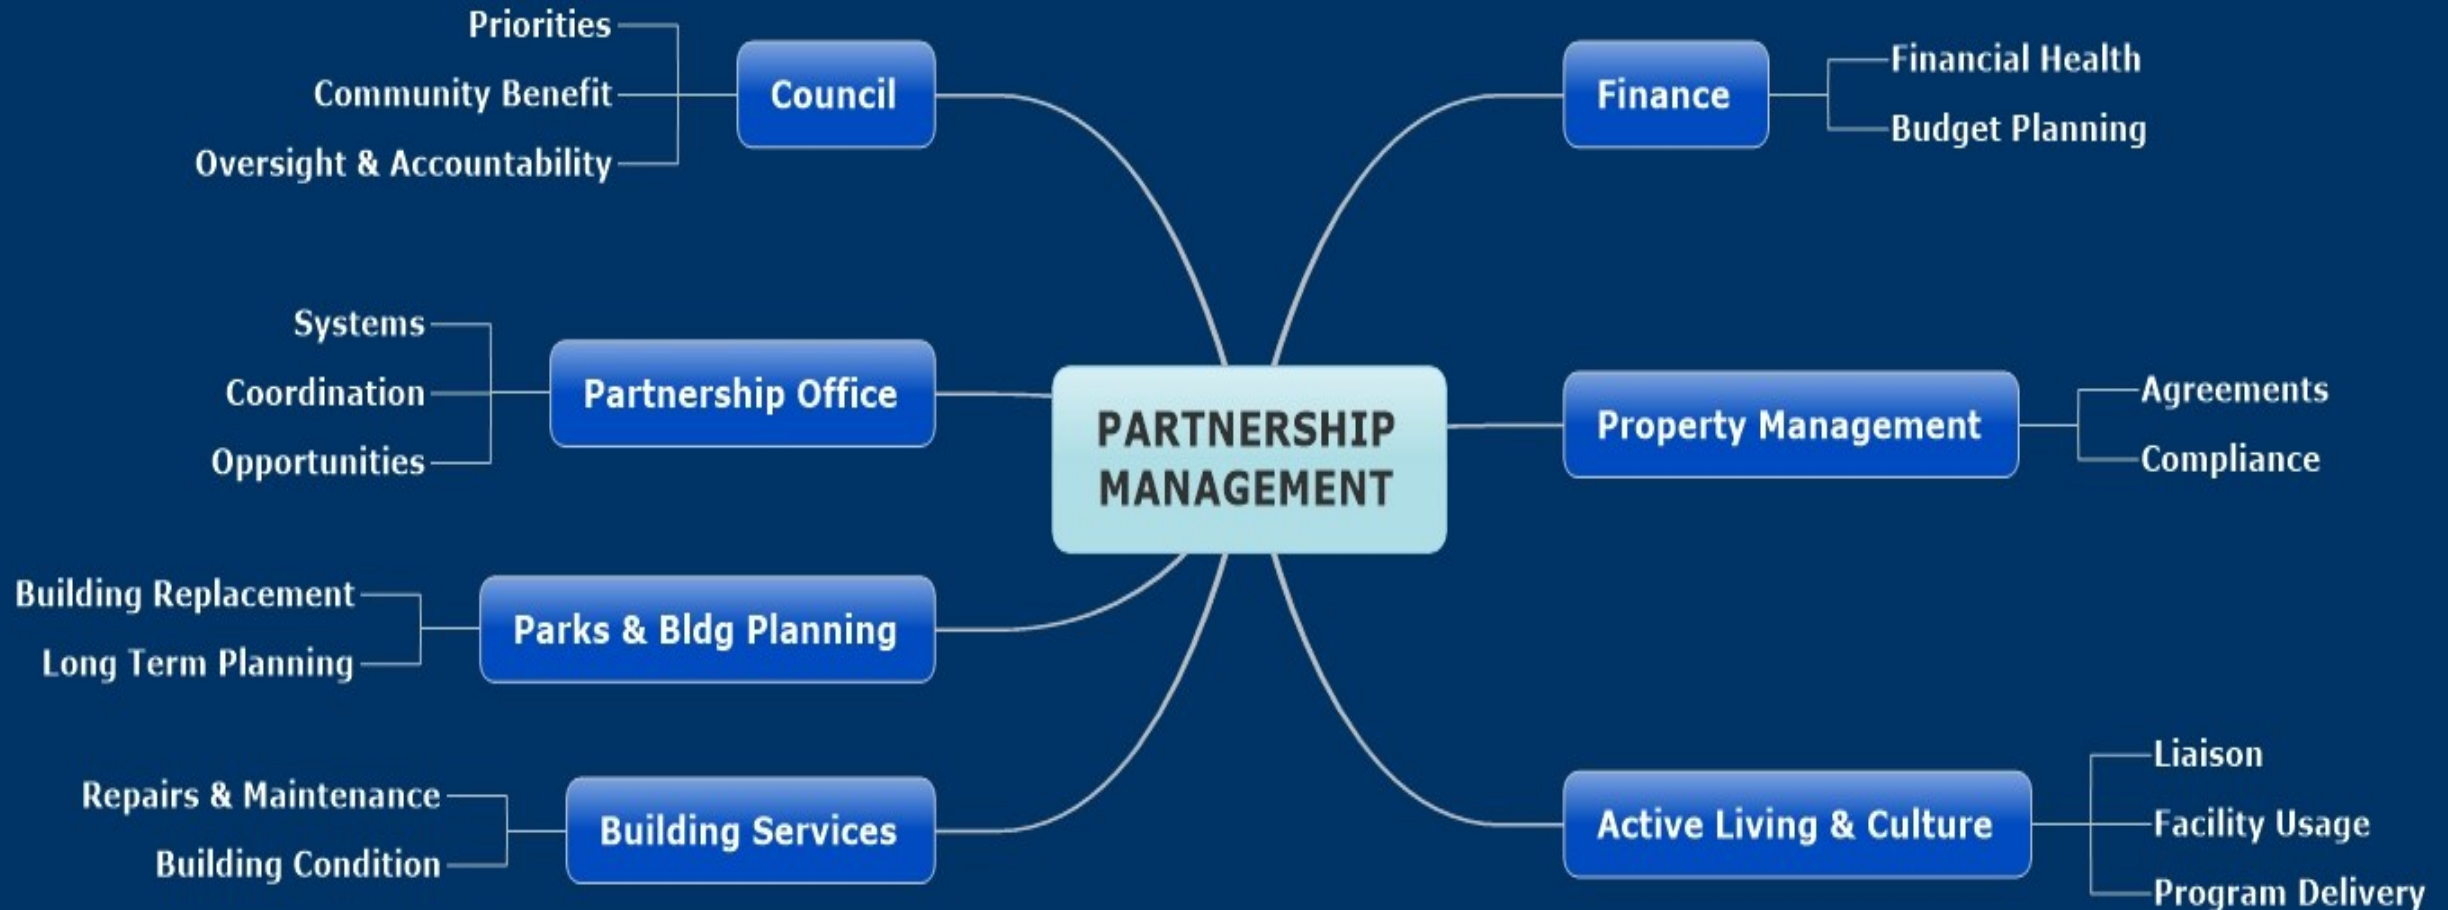 Priorities
Community Benefit
Oversight & Accountability
Council
Systems
Coordination
Opportunities
Partnership Office
Building Replacement
Long Term Planning
Parks & Bldg Planning
Repairs & Maintenance
Building Condition
Building Services
PARTNERSHIP
MANAGEMENT
Finance
Financial Health
Budget Planning
Property Management
Agreements
Compliance
Active Living & Culture
Liaison
Facility Usage
Program Delivery